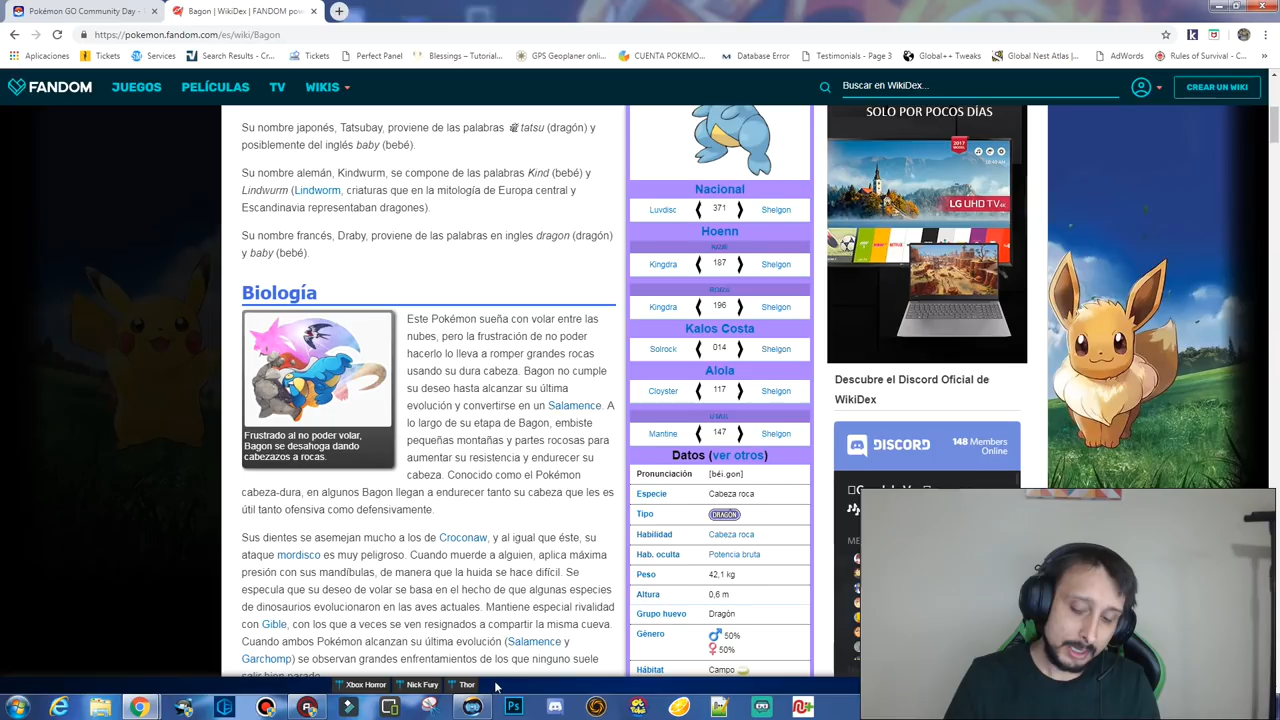 Pokémon GO Community Day -
Bagon | WikiDex | FANDOM pow
https://pokemon.fandom.com/es/wiki/Bagon
Aplicaciones
Tickets
Services
Search Results - Cr...
Tickets
Perfect Panel
Blessings – Tutorial...
GPS Geoplaner onli...
CUENTA POKEMO...
Database Error
Testimonials - Page 3
Global++ Tweaks
Global Nest Atlas |...
AdWords
Rules of Survival - C...
FANDOM
JUEGOS
PELÍCULAS
TV
WIKIS
Buscar en WikiDex...
CREAR UN WIKI
Su nombre japonés, Tatsubay, proviene de las palabras 竜 tatsu (dragón) y
posiblemente del inglés baby (bebé).
Su nombre alemán, Kindwurm, se compone de las palabras Kind (bebé) y
Lindwurm (Lindworm, criaturas que en la mitología de Europa central y
Escandinavia representaban dragones).
Su nombre francés, Draby, proviene de las palabras en ingles dragon (dragón)
y baby (bebé).
Biología
Este Pokémon sueña con volar entre las
nubes, pero la frustración de no poder
hacerlo lo lleva a romper grandes rocas
usando su dura cabeza. Bagon no cumple
su deseo hasta alcanzar su última
evolución y convertirse en un Salamence. A
lo largo de su etapa de Bagon, embiste
pequeñas montañas y partes rocosas para
aumentar su resistencia y endurecer su
cabeza. Conocido como el Pokémon
cabeza-dura, en algunos Bagon llegan a endurecer tanto su cabeza que les es
útil tanto ofensiva como defensivamente.
Frustrado al no poder volar,
Bagon se desahoga dando
cabezazos a rocas.
Sus dientes se asemejan mucho a los de Croconaw, y al igual que éste, su
ataque mordisco es muy peligroso. Cuando muerde a alguien, aplica máxima
presión con sus mandíbulas, de manera que la huida se hace difícil. Se
especula que su deseo de volar se basa en el hecho de que algunas especies
de dinosaurios evolucionaron en las aves actuales. Mantiene especial rivalidad
con Gible, con los que a veces se ven resignados a compartir la misma cueva.
Cuando ambos Pokémon alcanzan su última evolución (Salamence y
Garchomp) se observan grandes enfrentamientos de los que ninguno suele
salir bien parado.
Nacional
Luvdisc 371 Shelgon
Hoenn
Kingdra 187 Shelgon
Kingdra 196 Shelgon
Kalos Costa
Solrock 014 Shelgon
Alola
Cloyster 117 Shelgon
Mantine 147 Shelgon
Datos (ver otros)
Pronunciación [béi.gon]
Especie Cabeza roca
Tipo DRAGÓN
Habilidad Cabeza roca
Hab. oculta Potencia bruta
Peso 42,1 kg
Altura 0,6 m
Grupo huevo Dragón
Género ♂ 50%
♀ 50%
Hábitat Campo
SOLO POR POCOS DÍAS
LG UHD TV 4K
Descubre el Discord Oficial de
WikiDex
DISCORD
148 Members
Online
ME
Xbox Horror
Nick Fury
Thor
Ps